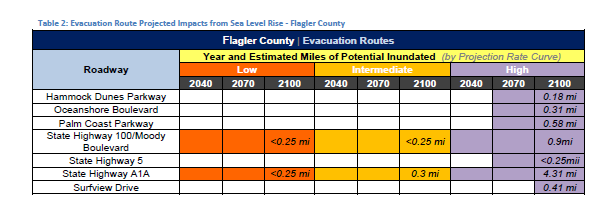 Table 2: Evacuation Route Projected Impacts from Sea Level Rise - Flagler County
Flagler County | Evacuation Routes
Roadway
Year and Estimated Miles of Potential Inundated (by Projection Rate Curve)
Low Intermediate High
2040 2070 2100 2040 2070 2100 2040 2070 2100
Hammock Dunes Parkway 0.18 mi
Oceanshore Boulevard 0.31 mi
Palm Coast Parkway 0.58 mi
State Highway 100/Moody
Boulevard <0.25 mi <0.25 mi 0.9mi
State Highway 5 <0.25mii
State Highway A1A <0.25 mi 0.3 mi 4.31 mi
Surfview Drive 0.41 mi